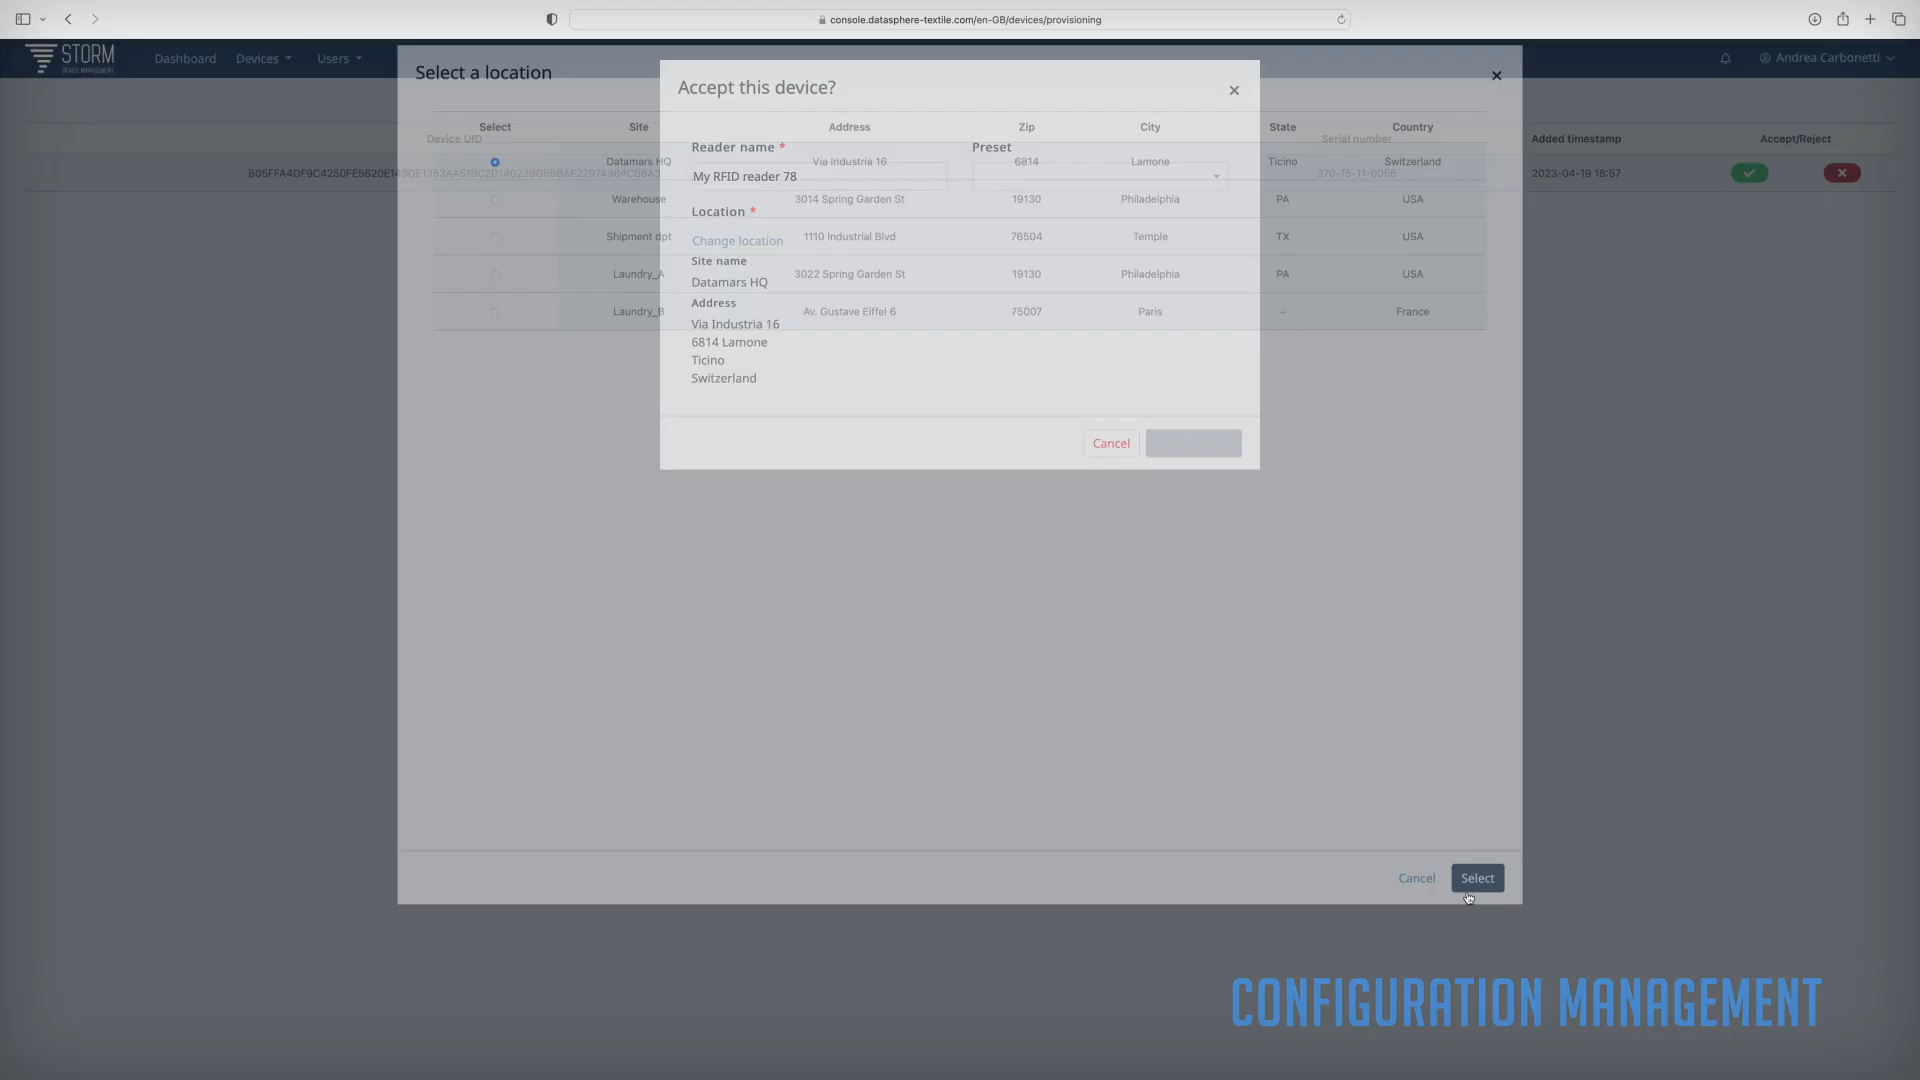 console.datasphere-textile.com/en-GB/devices/provisioning
STORM
DEVICE MANAGEMENT
Dashboard
Devices
Users
Andrea Carbonetti
Select a location
Accept this device?
Select Site Address Zip City State Country
Device UID Serial number Added timestamp Accept/Reject
Reader name * Preset
Datamars HQ Via Industria 16 6814 Lamone Ticino Switzerland
370-15-11-0056 2023-04-19 18:57
My RFID reader 78
Warehouse 3014 Spring Garden St 19130 Philadelphia PA USA
Location *
Shipment dpt 1110 Industrial Blvd 76504 Temple TX USA
Change location
Site name
Laundry_A 3022 Spring Garden St 19130 Philadelphia PA USA
Datamars HQ
Address
Laundry_B Av. Gustave Eiffel 6 75007 Paris - France
Via Industria 16
6814 Lamone
Ticino
Switzerland
Cancel
Cancel Select
CONFIGURATION MANAGEMENT